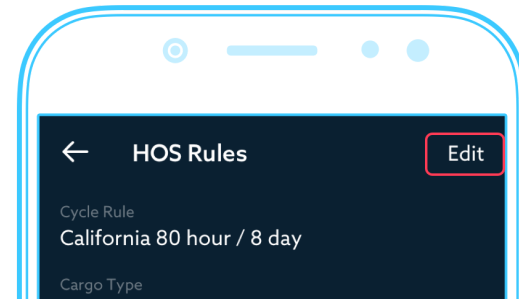 HOS Rules
Edit
Cycle Rule
California 80 hour / 8 day
Cargo Type